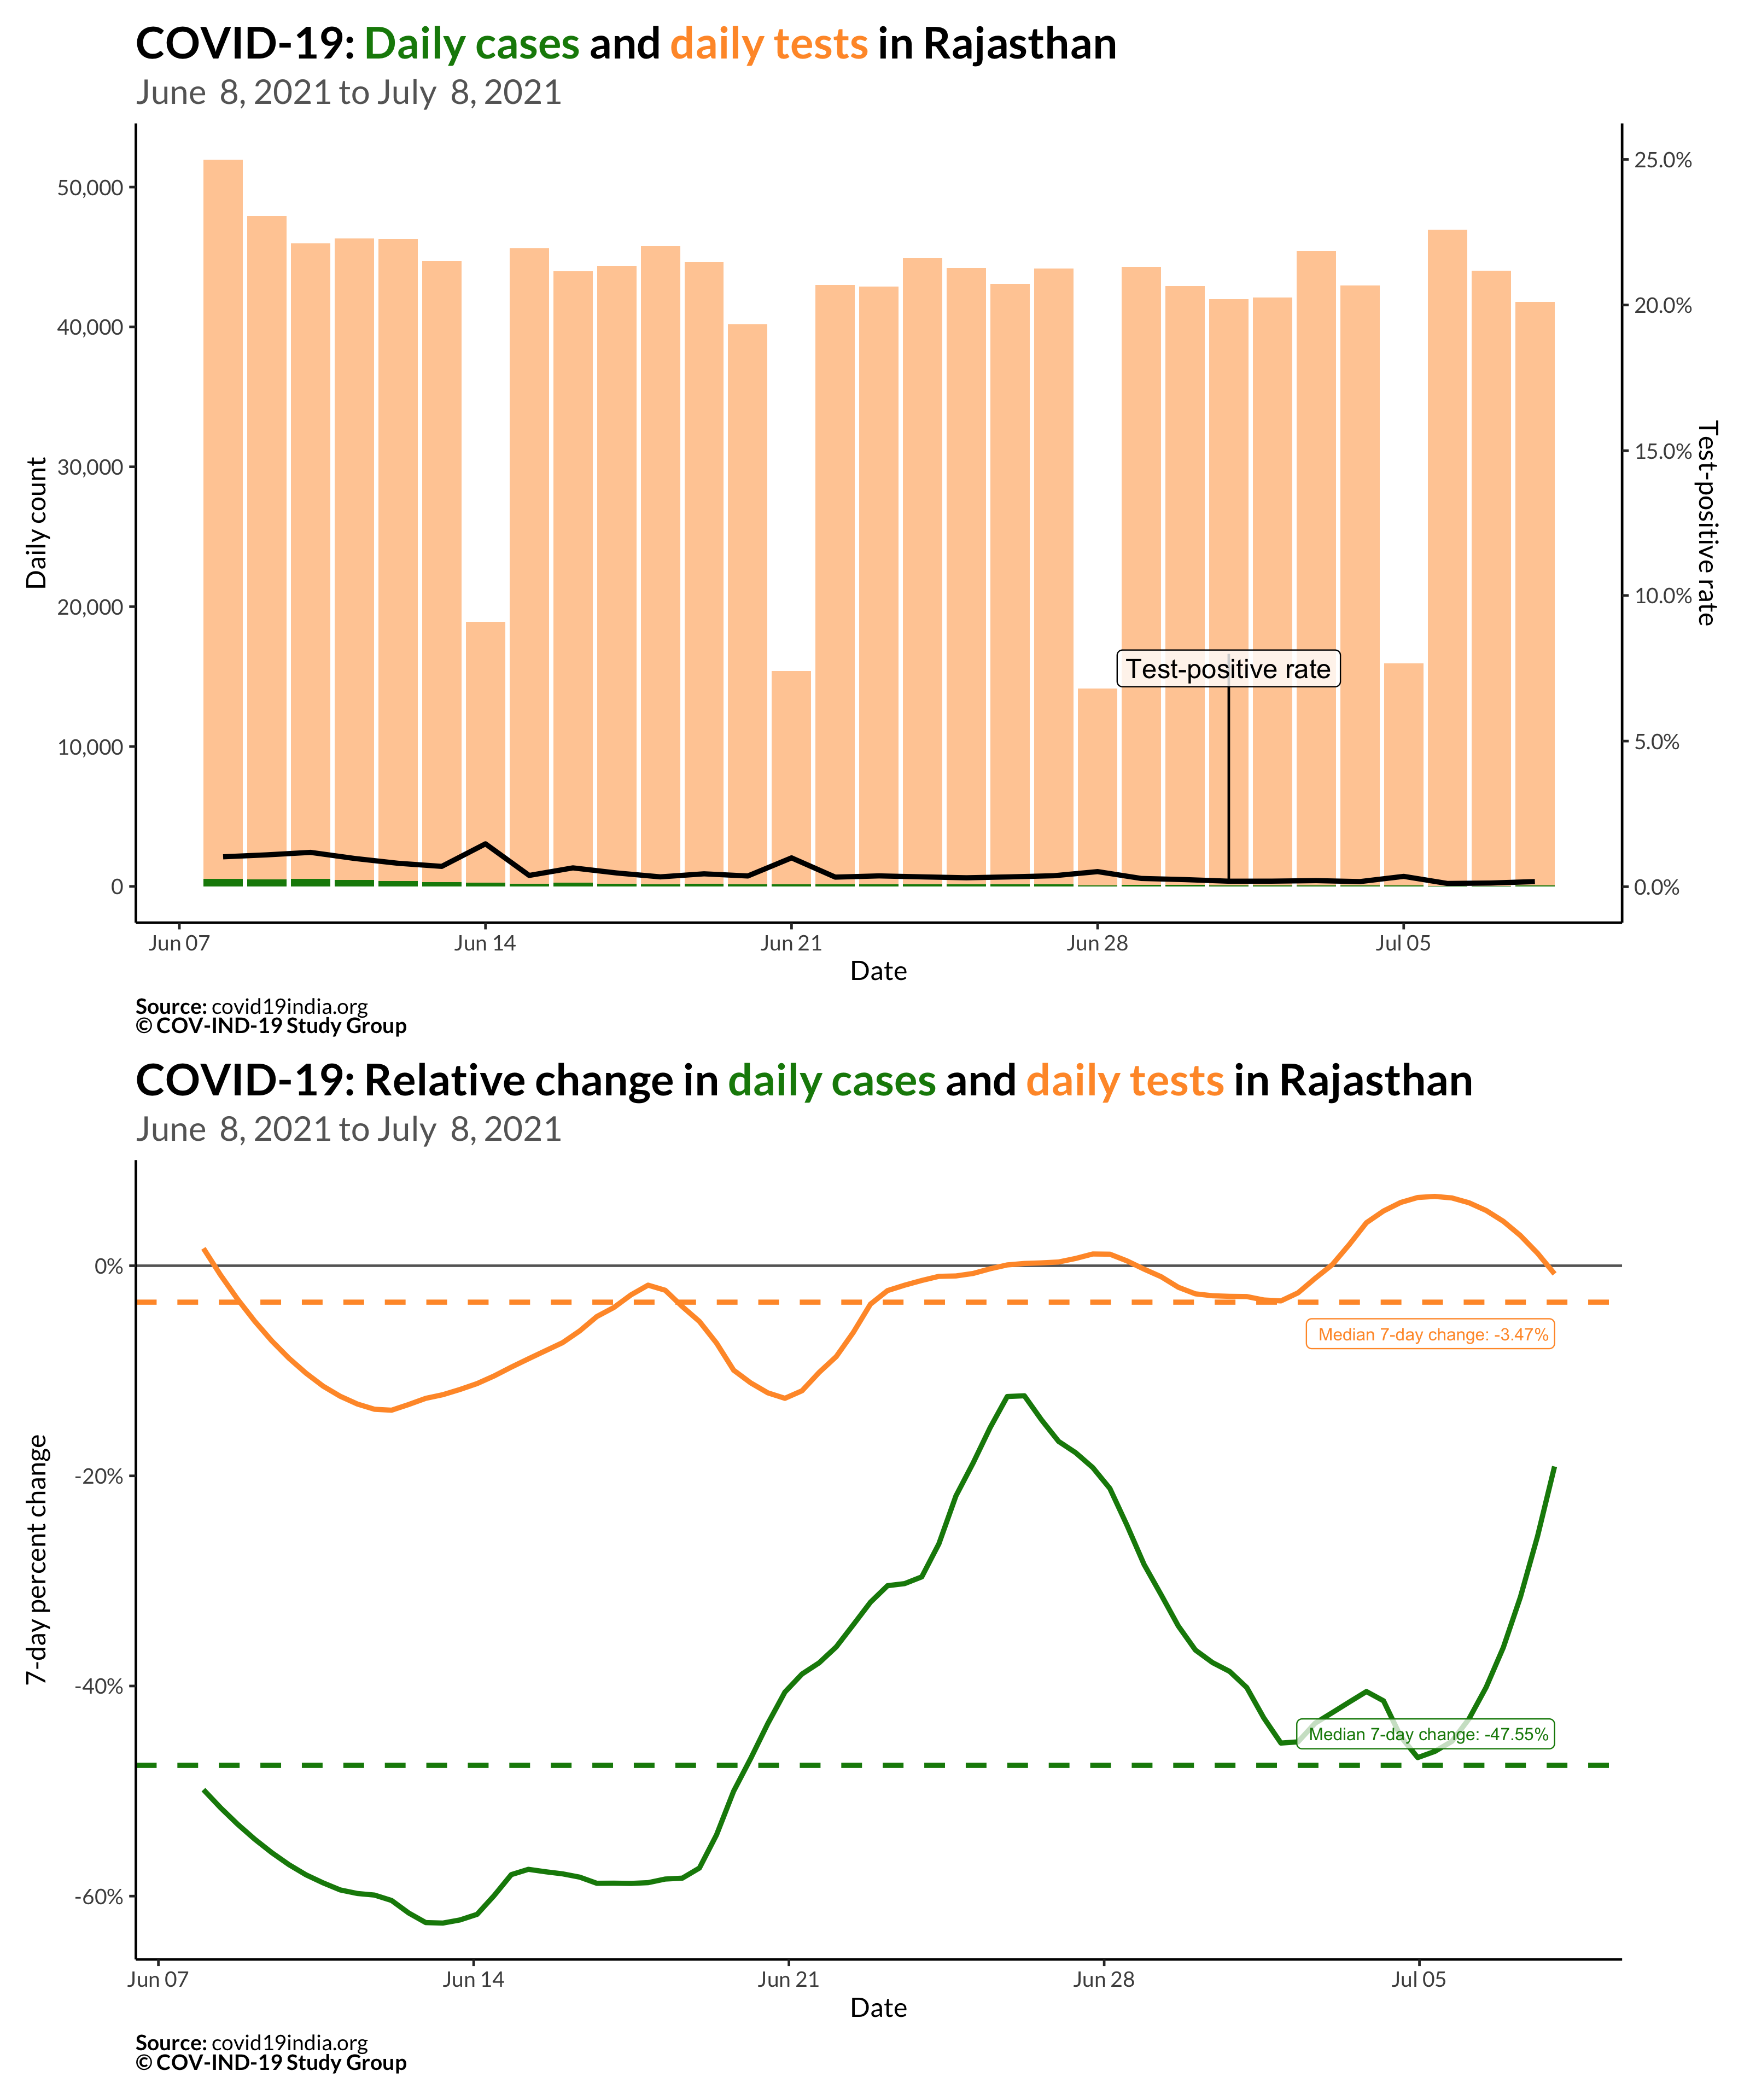 COVID-19: Daily cases and daily tests in Rajasthan
June  8, 2021 to July  8, 2021
50,000
40,000
30,000
20,000
10,000
0
Daily count
25.0%
20.0%
15.0%
10.0%
5.0%
0.0%
Test-positive rate
Test-positive rate
Jun 07
Jun 14
Jun 21
Jun 28
Jul 05
Date
Source: covid19india.org
© COV-IND-19 Study Group
COVID-19: Relative change in daily cases and daily tests in Rajasthan
June  8, 2021 to July  8, 2021
0%
-20%
-40%
-60%
7-day percent change
Median 7-day change: -3.47%
Median 7-day change: -47.55%
Jun 07
Jun 14
Jun 21
Jun 28
Jul 05
Date
Source: covid19india.org
© COV-IND-19 Study Group